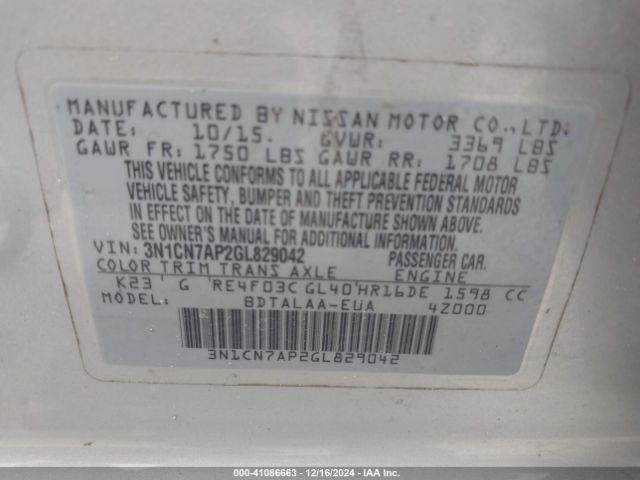 MANUFACTURED BY NISSAN MOTOR CO., LTD.
DATE: 10/15. GVWR: 3369 LBS
GAWR FR: 1750 LBS GAWR RR: 1708 LBS
THIS VEHICLE CONFORMS TO ALL APPLICABLE FEDERAL MOTOR
VEHICLE SAFETY, BUMPER AND THEFT PREVENTION STANDARDS
IN EFFECT ON THE DATE OF MANUFACTURE SHOWN ABOVE.
SEE OWNER'S MANUAL FOR ADDITIONAL INFORMATION.
VIN: 3N1CN7AP2GL829042 PASSENGER CAR.
COLOR TRIM TRANS AXLE ENGINE
K23 G RE4F03C GL40 HR16DE 1598 CC
MODEL: BDTALAA-EUA 4Z000
3N1CN7AP2GL829042
000-41086663 - 12/16/2024 - IAA Inc.